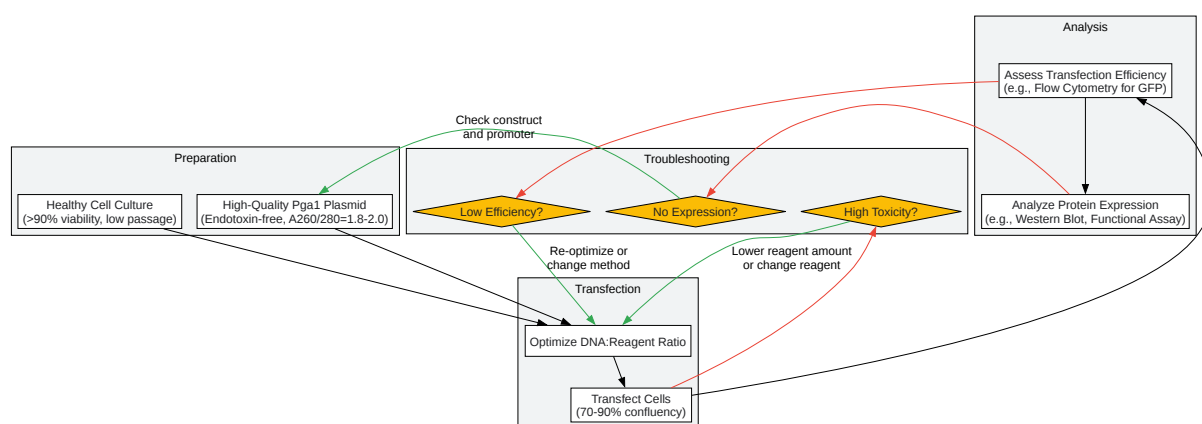 Analysis
Assess Transfection Efficiency
(e.g., Flow Cytometry for GFP)
Check construct
and promoter
Preparation
Troubleshooting
Healthy Cell Culture
(>90% viability, low passage)
High-Quality Pga1 Plasmid
(Endotoxin-free, A260/280=1.8-2.0)
Low Efficiency?
No Expression?
High Toxicity?
Analyze Protein Expression
(e.g., Western Blot, Functional Assay)
Re-optimize or
change method
Lower reagent amount
or change reagent
Transfection
Optimize DNA:Reagent Ratio
Transfect Cells
(70-90% confluency)